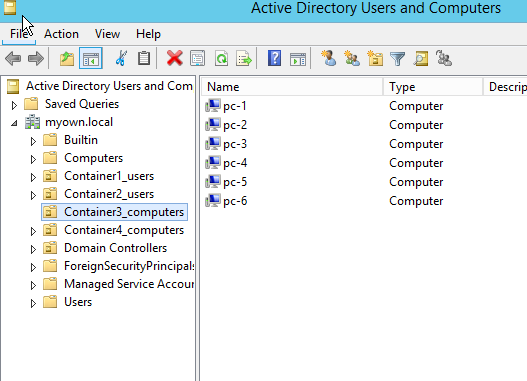 Active Directory Users and Computers
File Action View Help
Active Directory Users and Com
Saved Queries
myown.local
Builtin
Computers
Container1_users
Container2_users
Container3_computers
Container4_computers
Domain Controllers
ForeignSecurityPrincipals
Managed Service Accour
Users
Name Type Descrip
pc-1 Computer
pc-2 Computer
pc-3 Computer
pc-4 Computer
pc-5 Computer
pc-6 Computer